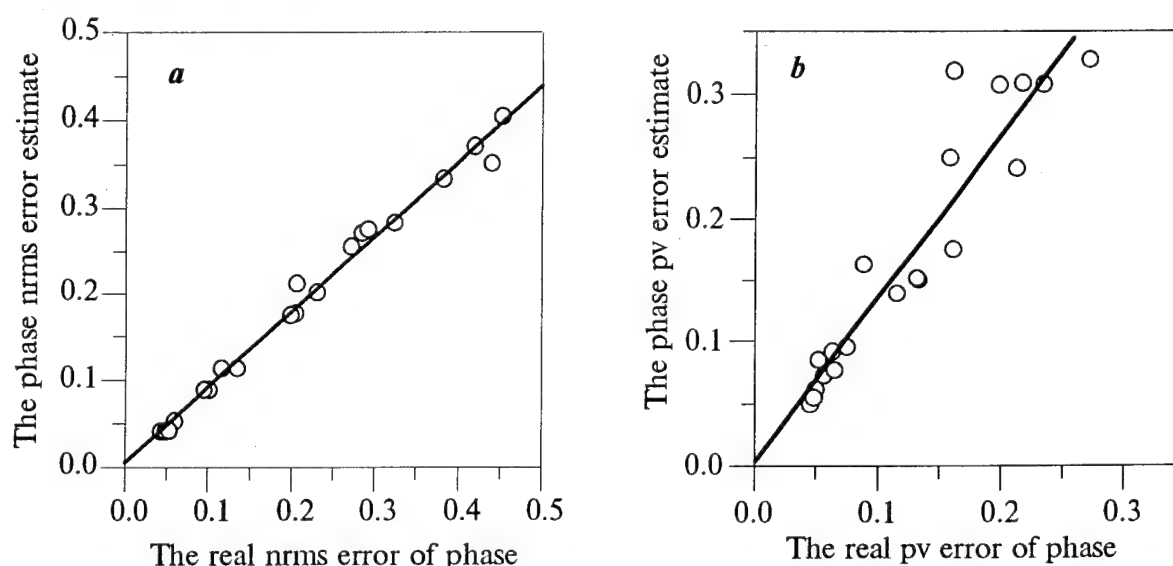 The phase nrms error estimate
0.5
0.4
0.3
0.2
0.1
0.0
a
0.0 0.1 0.2 0.3 0.4 0.5
The real nrms error of phase
The phase pv error estimate
0.3
0.2
0.1
0.0
b
0.0 0.1 0.2 0.3
The real pv error of phase